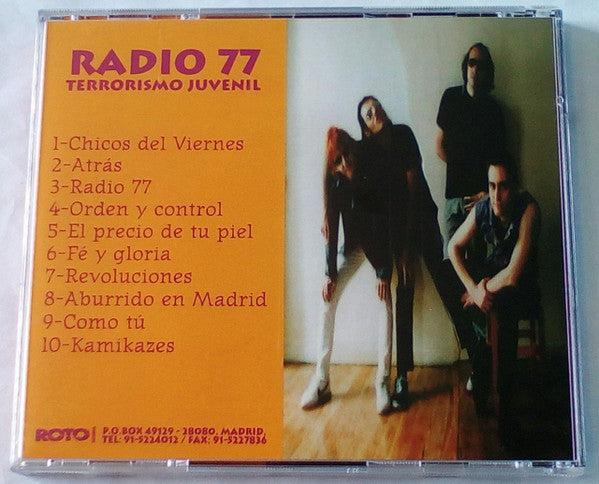 RADIO 77
TERRORISMO JUVENIL
1-Chicos del Viernes
2-Atrás
3-Radio 77
4-Orden y control
5-El precio de tu piel
6-Fé y gloria
7-Revoluciones
8-Aburrido en Madrid
9-Como tú
10-Kamikazes
ROTO
P.O.BOX 49129 - 28080, MADRID,
TEL: 91-5224012 / FAX: 91-5227836